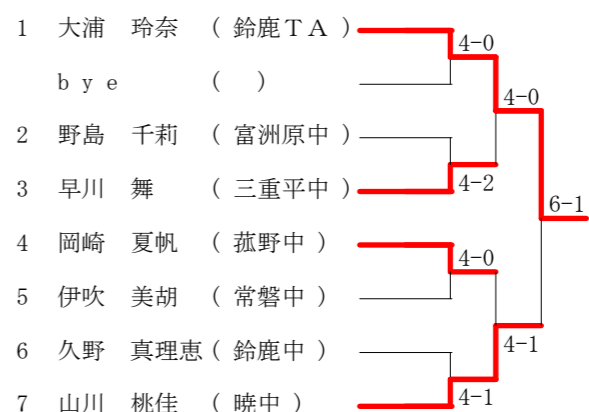 1 大浦 玲奈 (鈴鹿TA)
4-0
bye ( )
4-0
2 野島 千莉 (富洲原中)
3 早川 舞 (三重平中)
4-2
6-1
4 岡崎 夏帆 (菰野中)
4-0
5 伊吹 美胡 (常磐中)
6 久野 真理恵 (鈴鹿中)
4-1
7 山川 桃佳 (暁中)
4-1